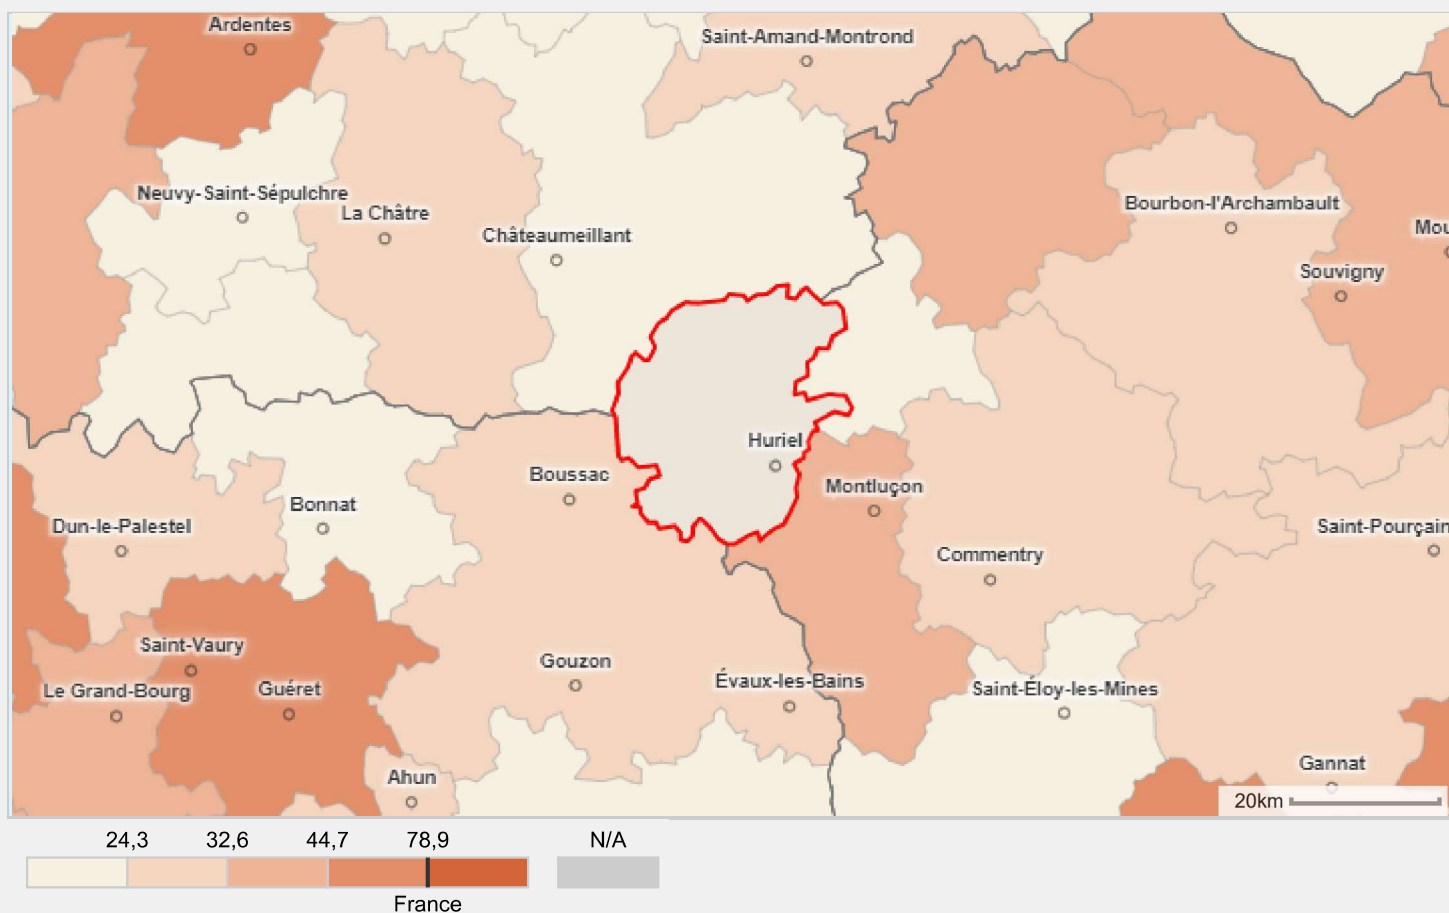 Ardentes
Saint-Amand-Montrond
Neuvy-Saint-Sépulchre
La Châtre
Châteaumeillant
Bourbon-l'Archambault
Mou
Souvigny
Huriel
Boussac
Montluçon
Bonnat
Dun-le-Palestel
Saint-Pourçain
Commentry
Saint-Vaury
Gouzon
Évaux-les-Bains
Le Grand-Bourg
Guéret
Saint-Éloy-les-Mines
Ahun
Gannat
20km
24,3 32,6 44,7 78,9 N/A
France